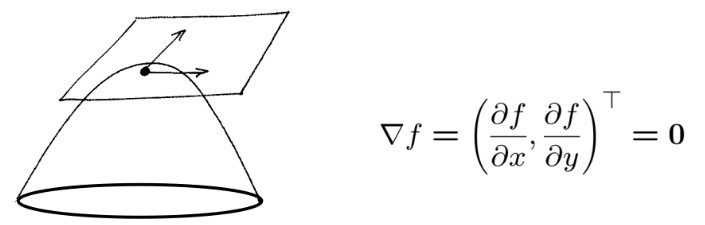 ∇f = (∂f/∂x, ∂f/∂y)^⊤ = 0